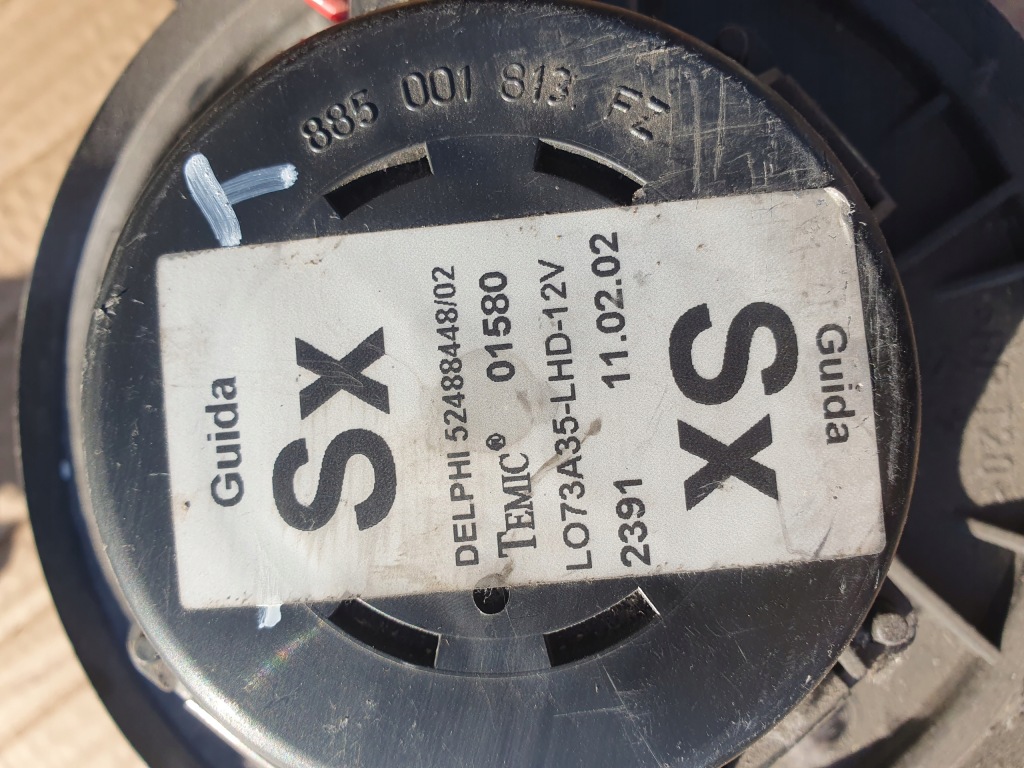 885 001 813 FZ
Guida
Sx
DELPHI 52488448/02
TEMIC® 01580
LO73A35-LHD-12V
2391 11.02.02
Sx
Guida